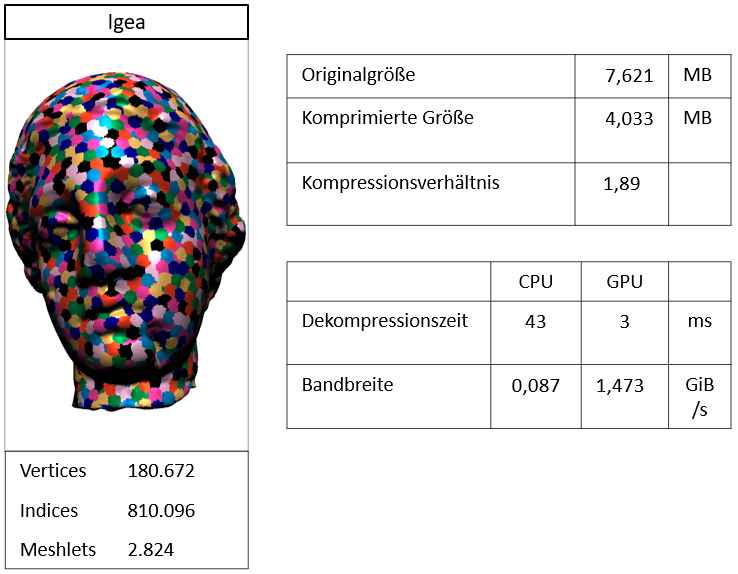 Igea
Originalgröße 7,621 MB
Komprimierte Größe 4,033 MB
Kompressionsverhältnis 1,89
CPU GPU
Dekompressionszeit 43 3 ms
Bandbreite 0,087 1,473 GiB
/s
Vertices 180.672
Indices 810.096
Meshlets 2.824